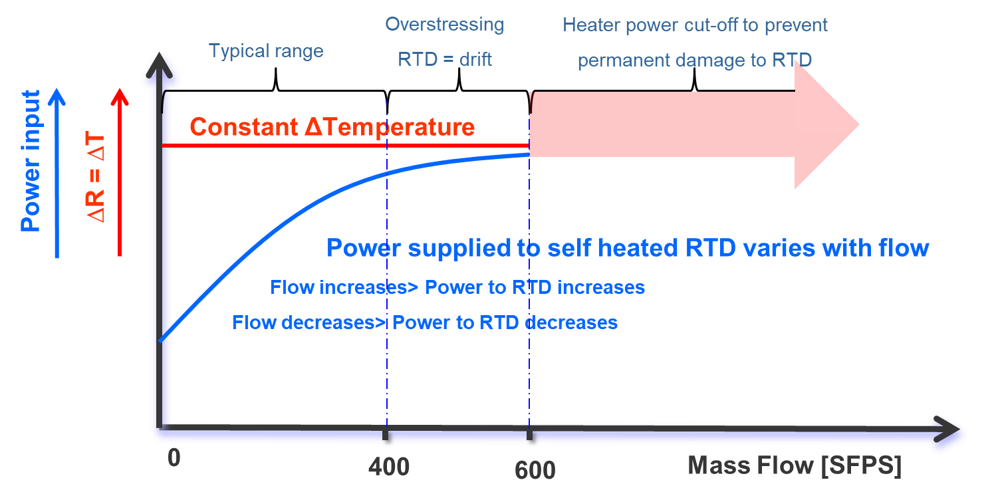 Overstressing
RTD = drift
Heater power cut-off to prevent
permanent damage to RTD
Typical range
Power input
ΔR = ΔT
Constant ΔTemperature
Power supplied to self heated RTD varies with flow
Flow increases> Power to RTD increases
Flow decreases> Power to RTD decreases
0
400
600
Mass Flow [SFPS]